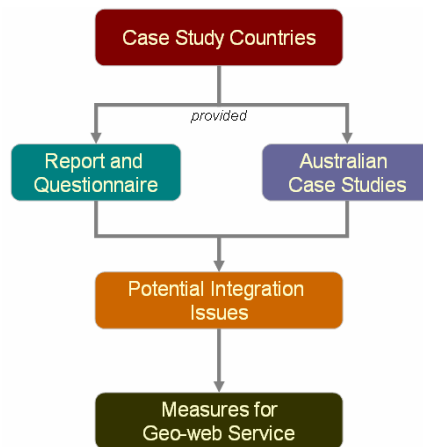 Case Study Countries
provided
Report and
Questionnaire
Australian
Case Studies
Potential Integration
Issues
Measures for
Geo-web Service